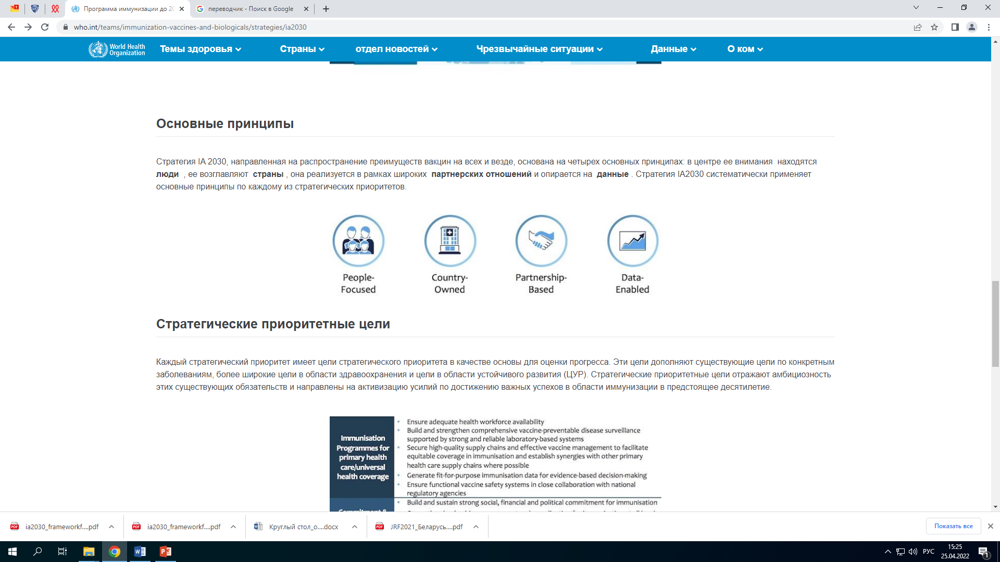 Программа иммунизации до 20
переводчик - Поиск в Google
who.int/teams/immunization-vaccines-and-biologicals/strategies/ia2030
World Health
Organization
Темы здоровья
Страны
отдел новостей
Чрезвычайные ситуации
Данные
О ком
Основные принципы
Стратегия IA 2030, направленная на распространение преимуществ вакцин на всех и везде, основана на четырех основных принципах: в центре ее внимания находятся
люди , ее возглавляют страны , она реализуется в рамках широких партнерских отношений и опирается на данные . Стратегия IA2030 систематически применяет
основные принципы по каждому из стратегических приоритетов.
People-
Focused
Country-
Owned
Partnership-
Based
Data-
Enabled
Стратегические приоритетные цели
Каждый стратегический приоритет имеет цели стратегического приоритета в качестве основы для оценки прогресса. Эти цели дополняют существующие цели по конкретным
заболеваниям, более широкие цели в области здравоохранения и цели в области устойчивого развития (ЦУР). Стратегические приоритетные цели отражают амбициозность
этих существующих обязательств и направлены на активизацию усилий по достижению важных успехов в области иммунизации в предстоящее десятилетие.
Immunisation
Programmes for
primary health
care/universal
health coverage
• Ensure adequate health workforce availability
• Build and strengthen comprehensive vaccine-preventable disease surveillance
supported by strong and reliable laboratory-based systems
• Secure high-quality supply chains and effective vaccine management to facilitate
equitable coverage in immunisation and establish synergies with other primary
health care supply chains where possible
• Generate fit-for-purpose immunisation data for evidence-based decision-making
• Ensure functional vaccine safety systems in close collaboration with national
regulatory agencies
• Build and sustain strong social, financial and political commitment for immunisation
ia2030_frameworkf....pdf
ia2030_frameworkf....pdf
Круглый стол_о....docx
JRF2021_Беларусь....pdf
Показать все
РУС
15:25
25.04.2022
1